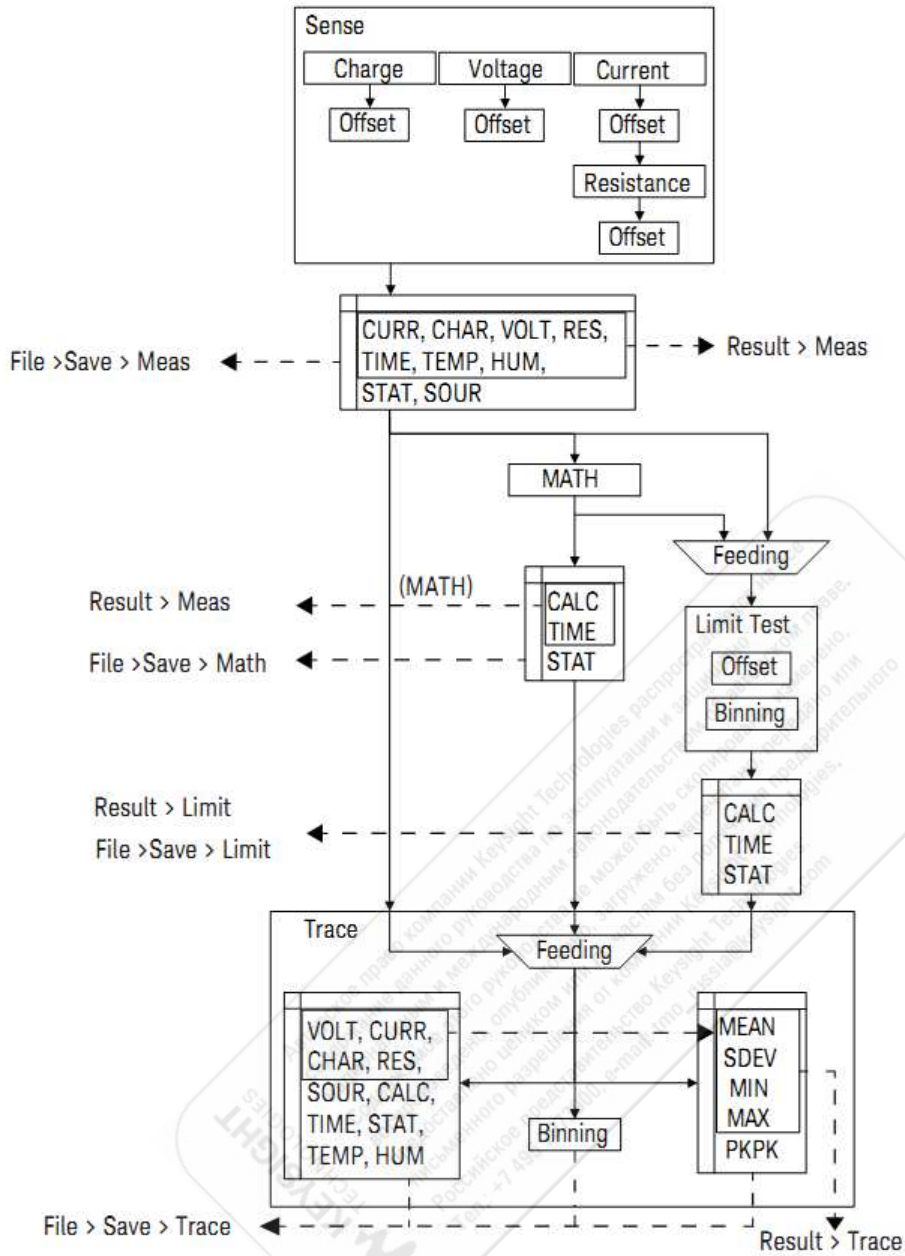 Sense
Charge
Voltage
Current
Offset
Offset
Offset
Resistance
Offset
CURR, CHAR, VOLT, RES,
TIME, TEMP, HUM,
STAT, SOUR
File >Save > Meas
Result > Meas
MATH
Feeding
(MATH)
Result > Meas
File >Save > Math
CALC
TIME
STAT
Limit Test
Offset
Binning
Result > Limit
File >Save > Limit
CALC
TIME
STAT
Trace
Feeding
VOLT, CURR,
CHAR, RES,
SOUR, CALC,
TIME, STAT,
TEMP, HUM
Binning
MEAN
SDEV
MIN
MAX
PKPK
File > Save > Trace
Result > Trace
KEYSIGHT